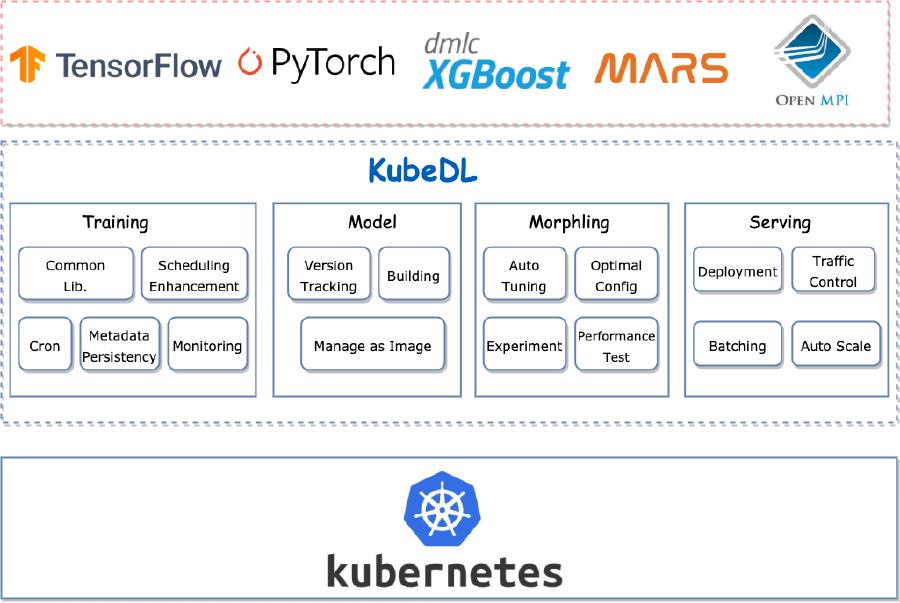 TensorFlow
PyTorch
dmlc
XGBoost
MARS
OPEN MPI
KubeDL
Training
Common
Lib.
Scheduling
Enhancement
Cron
Metadata
Persistency
Monitoring
Model
Version
Tracking
Building
Manage as Image
Morphling
Auto
Tuning
Optimal
Config
Experiment
Performance
Test
Serving
Deployment
Traffic
Control
Batching
Auto Scale
kubernetes